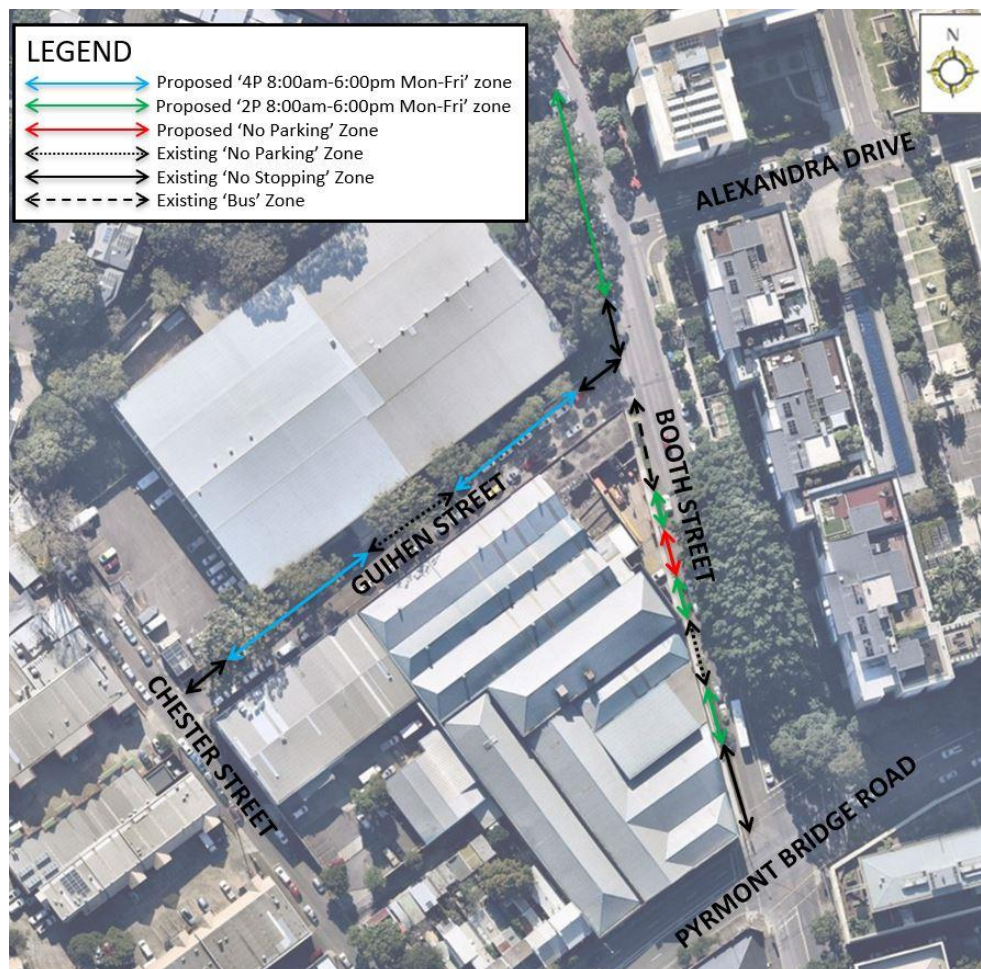 LEGEND
Proposed ‘4P 8:00am-6:00pm Mon-Fri’ zone
Proposed ‘2P 8:00am-6:00pm Mon-Fri’ zone
Proposed ‘No Parking’ Zone
Existing ‘No Parking’ Zone
Existing ‘No Stopping’ Zone
Existing ‘Bus’ Zone
N
ALEXANDRA DRIVE
BOOTH STREET
GUIHEN STREET
CHESTER STREET
PYRMONT BRIDGE ROAD